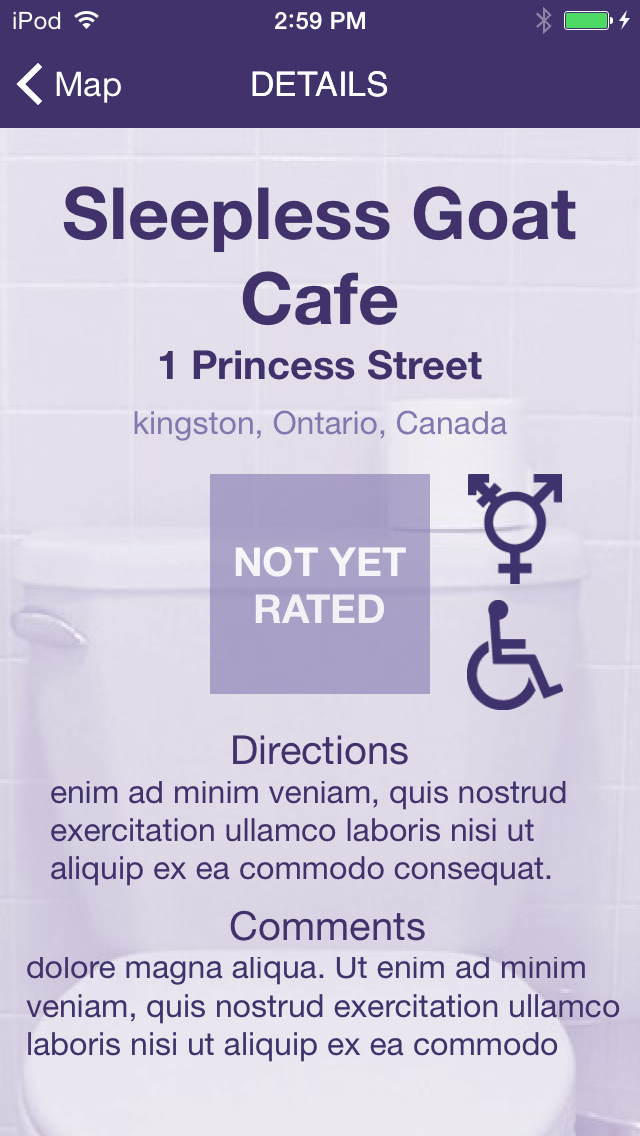 iPod 2:59 PM
Map DETAILS
Sleepless Goat
Cafe
1 Princess Street
kingston, Ontario, Canada
NOT YET
RATED
Directions
enim ad minim veniam, quis nostrud
exercitation ullamco laboris nisi ut
aliquip ex ea commodo consequat.
Comments
dolore magna aliqua. Ut enim ad minim
veniam, quis nostrud exercitation ullamco
laboris nisi ut aliquip ex ea commodo